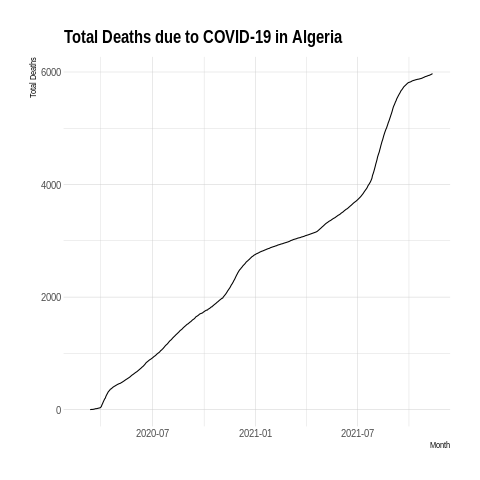 Total Deaths due to COVID-19 in Algeria
Total Deaths
6000
4000
2000
0
2020-07 2021-01 2021-07
Month